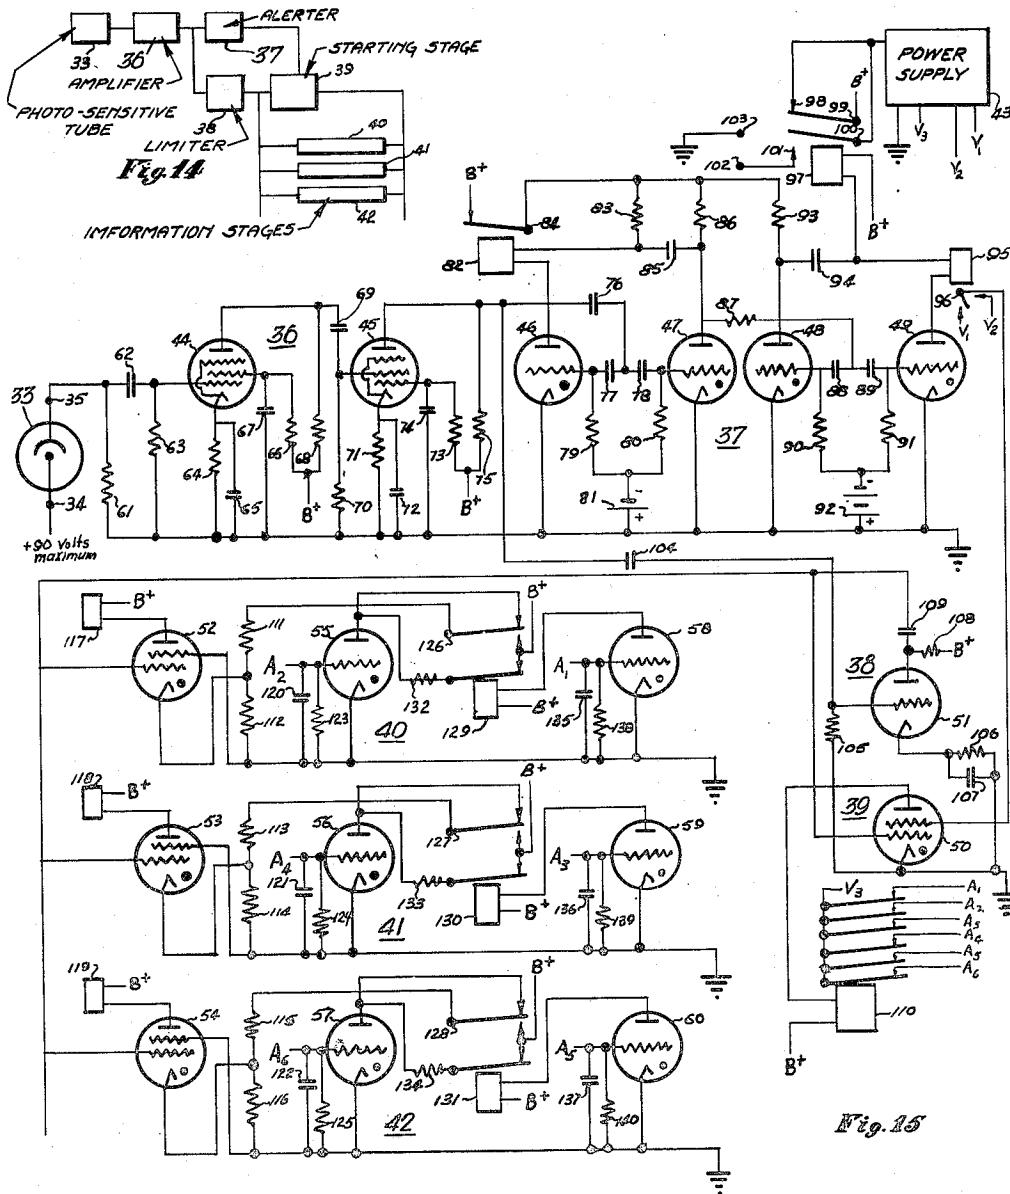 33
36
AMPLIFIER
ALERTER
37
STARTING STAGE
39
PHOTO-SENSITIVE
TUBE
38
LIMITER
40
41
42
IMFORMATION STAGES
Fig.14
POWER
SUPPLY
43
V3
V2
V1
B+
98
99
100
101
102
103
97
B+
B+
84
82
83
85
86
93
94
95
96
V1
V2
76
87
69
62
44
36
45
46
47
48
49
33
35
34
+90 volts
maximum
61
63
64
65
67
66
68
B+
70
71
72
74
73
75
B+
77
78
79
80
81
- +
37
88
89
90
91
92
- +
104
117
B+
52
111
112
A2
120
123
55
126
132
129
B+
B+
A1
135
138
58
40
118
B+
53
113
114
A4
121
124
56
127
133
130
B+
B+
A3
136
139
59
41
119
B+
54
115
116
A6
122
125
57
128
134
131
B+
B+
A5
137
140
60
42
109
108
B+
38
51
105
106
107
39
50
V3
A1
A2
A3
A4
A5
A6
110
B+
Fig.15